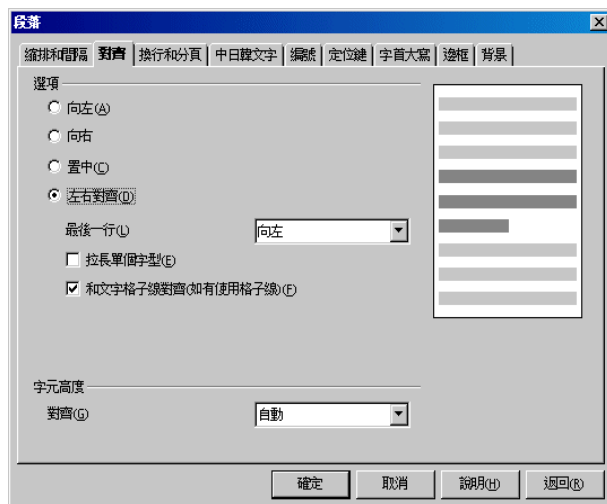 段落
縮排和間隔 對齊 換行和分頁 中日韓文字 編號 定位鍵 字首大寫 邊框 背景
選項
向左(A)
向右
置中(C)
左右對齊(D)
最後一行(L) 向左
拉長單個字型(E)
和文字格子線對齊(如有使用格子線)(F)
字元高度
對齊(G) 自動
確定 取消 說明(H) 返回(R)